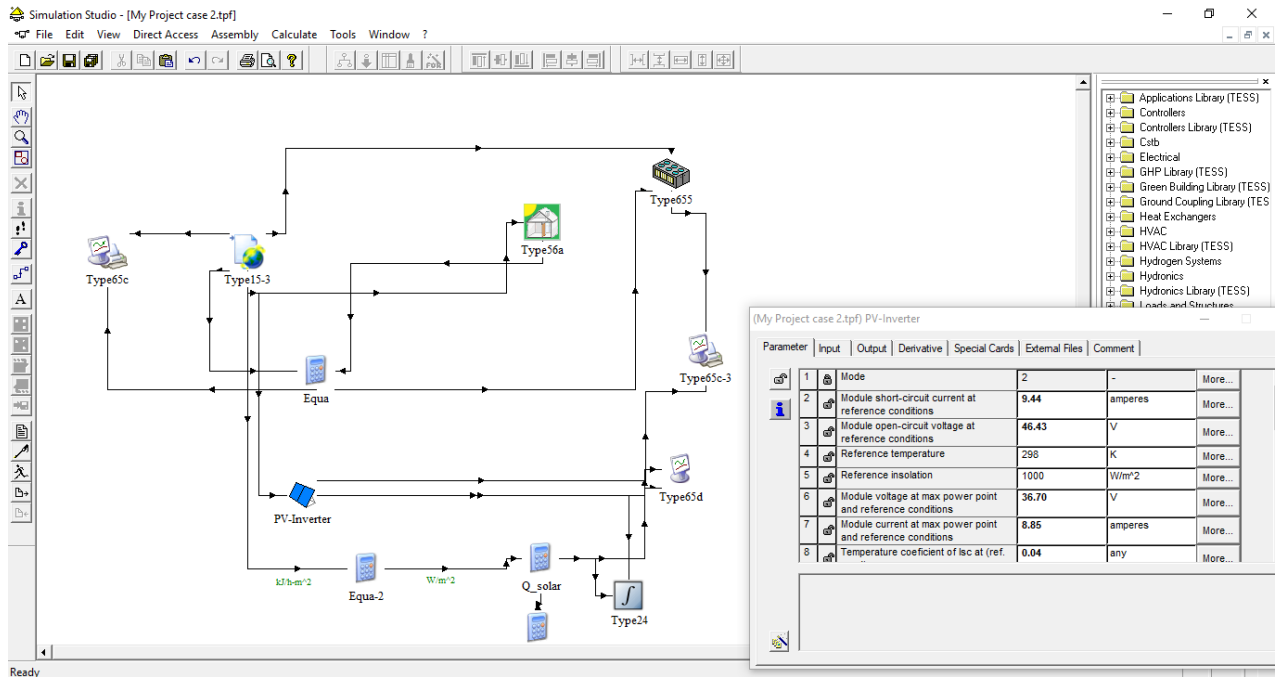 Simulation Studio - [My Project case 2.tpf]
File Edit View Direct Access Assembly Calculate Tools Window ?
Applications Library (TESS)
Controllers
Controllers Library (TESS)
Cstb
Electrical
GHP Library (TESS)
Green Building Library (TESS)
Ground Coupling Library (TES
Heat Exchangers
HVAC
HVAC Library (TESS)
Hydrogen Systems
Hydronics
Hydronics Library (TESS)
Loads and Structures
Type655
Type56a
Type65c
Type15-3
Type65c-3
Equa
Type65d
PV-Inverter
kJ/h-m^2
Equa-2
W/m^2
Q_solar
Type24
(My Project case 2.tpf) PV-Inverter
Parameter Input Output Derivative Special Cards External Files Comment
1 Mode 2 - More...
2 Module short-circuit current at reference conditions 9.44 amperes More...
3 Module open-circuit voltage at reference conditions 46.43 V More...
4 Reference temperature 298 K More...
5 Reference insolation 1000 W/m^2 More...
6 Module voltage at max power point and reference conditions 36.70 V More...
7 Module current at max power point and reference conditions 8.85 amperes More...
8 Temperature coeficient of Isc at (ref. 0.04 any More...
Ready